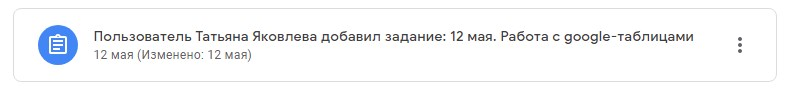 Пользователь Татьяна Яковлева добавил задание: 12 мая. Работа с google-таблицами
12 мая (Изменено: 12 мая)